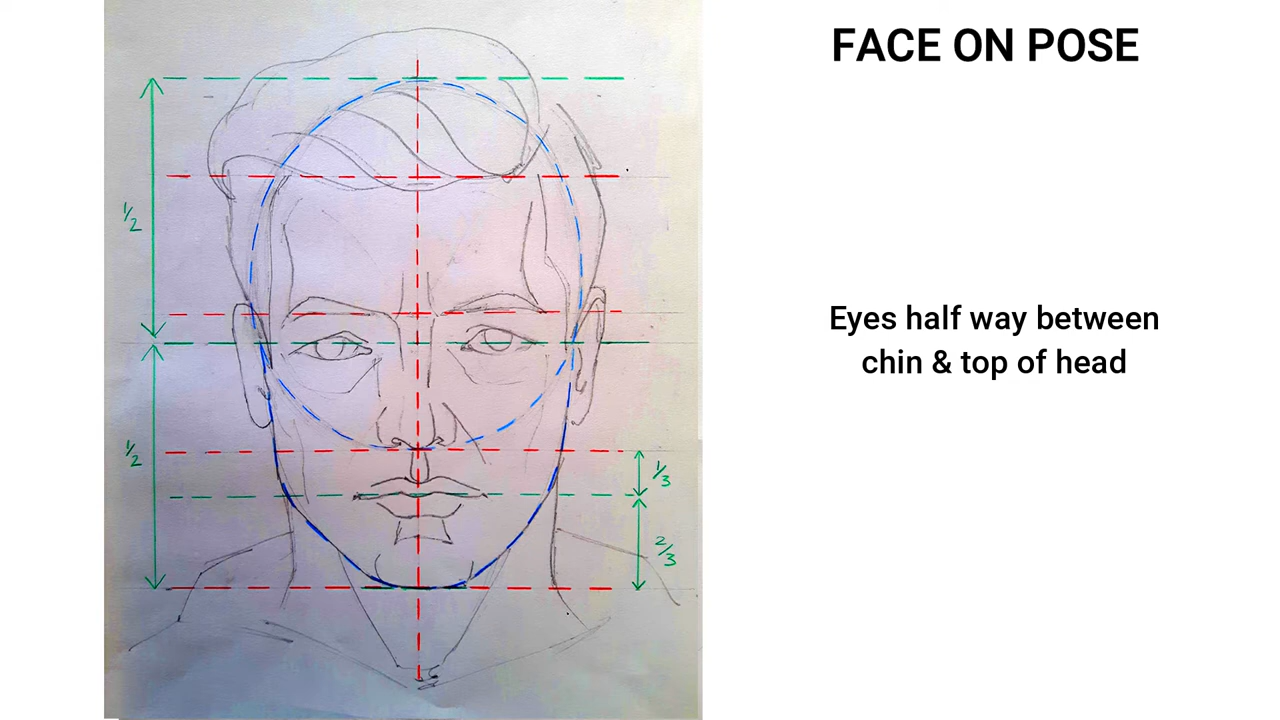 FACE ON POSE
1/2
Eyes half way between
chin & top of head
1/2
1/3
2/3